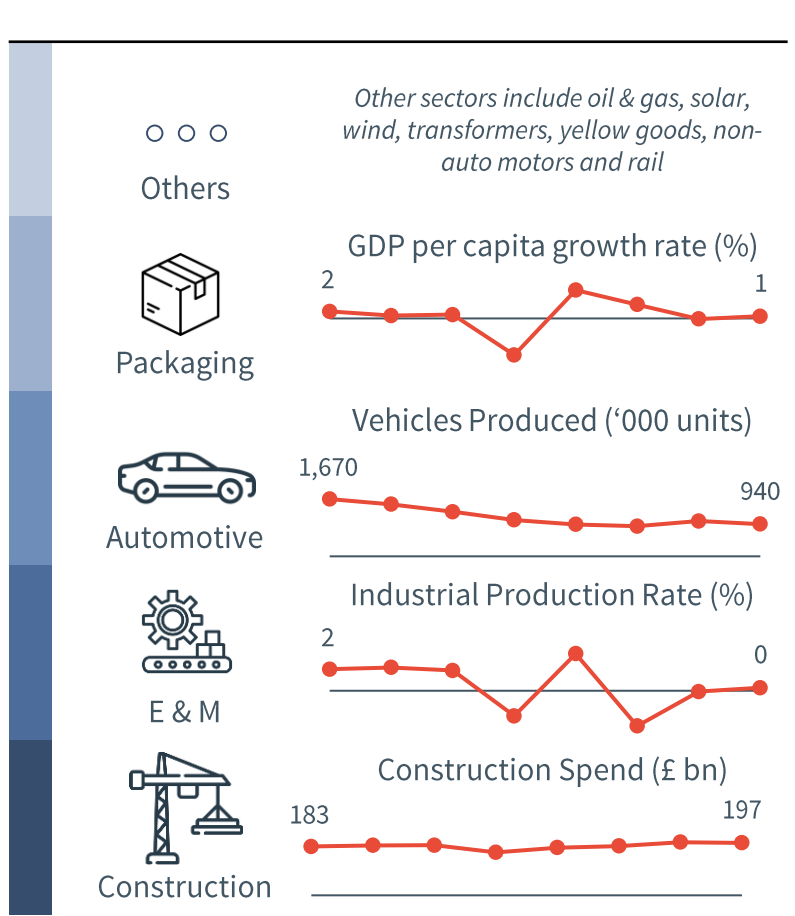 Other sectors include oil & gas, solar,
wind, transformers, yellow goods, non-
auto motors and rail
Others
GDP per capita growth rate (%)
2
1
Packaging
Vehicles Produced (‘000 units)
1,670
940
Automotive
Industrial Production Rate (%)
2
0
E & M
Construction Spend (£ bn)
183
197
Construction